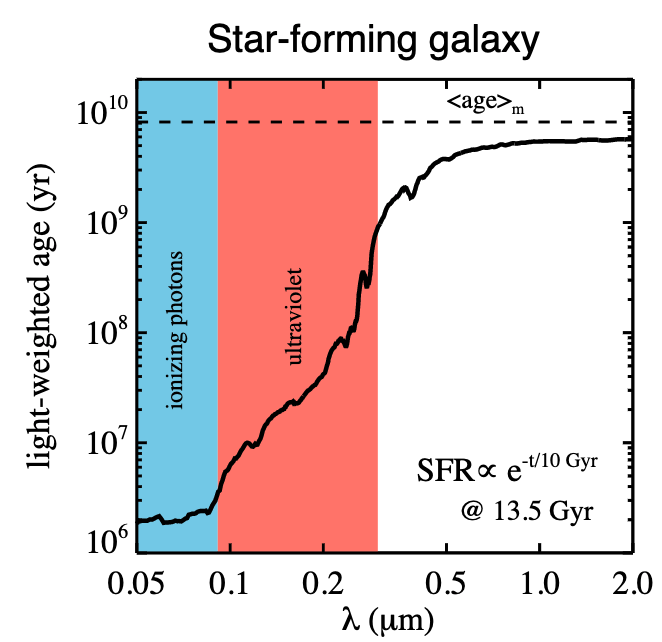 Star-forming galaxy
light-weighted age (yr)
10¹⁰
10⁹
10⁸
10⁷
10⁶
<age>ₘ
ionizing photons
ultraviolet
SFR∝ e⁻ᵗ/¹⁰ ᴳʸʳ
@ 13.5 Gyr
0.05 0.1 0.2 0.5 1.0 2.0
λ (μm)